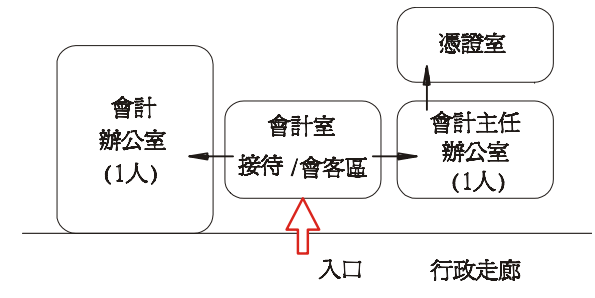 憑證室
會計
辦公室
(1人)
會計室
接待 /會客區
會計主任
辦公室
(1人)
入口
行政走廊